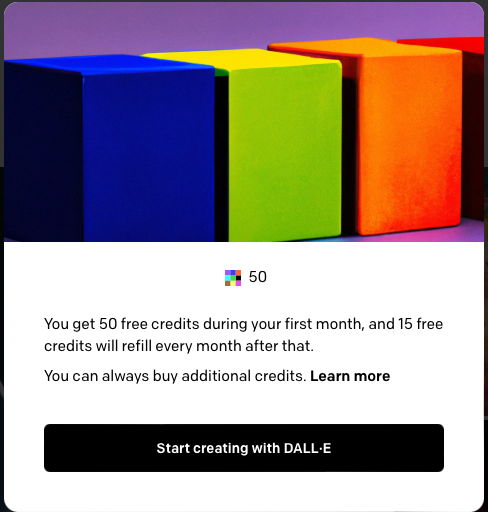 50
You get 50 free credits during your first month, and 15 free
credits will refill every month after that.
You can always buy additional credits. Learn more
Start creating with DALL·E